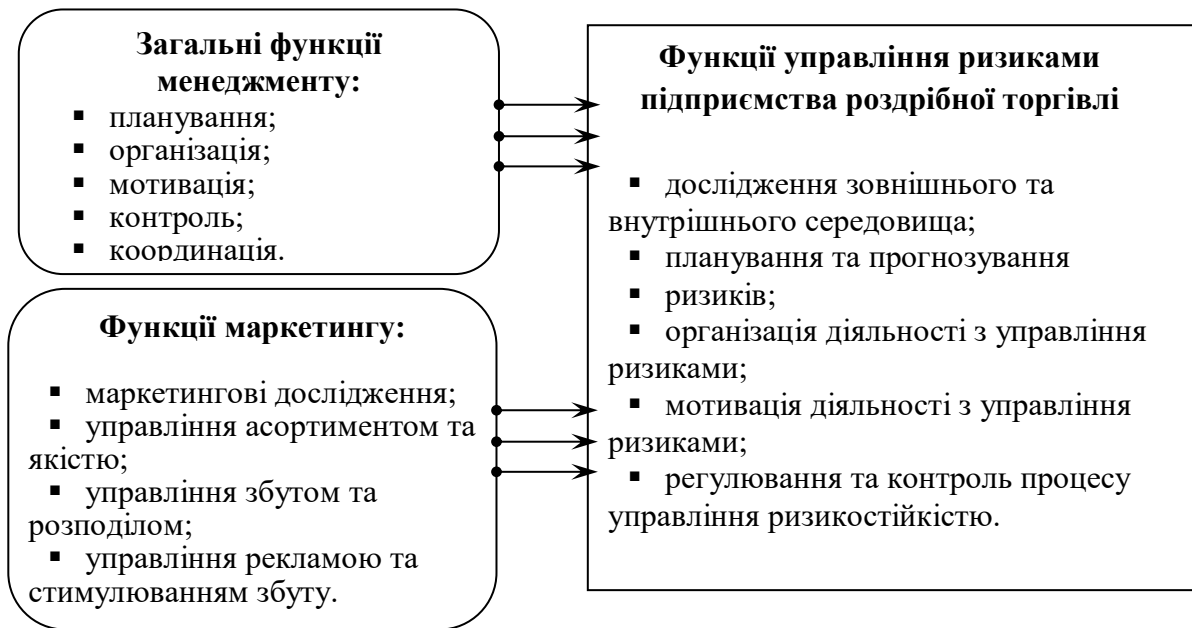 Загальні функції
менеджменту:
▪ планування;
▪ організація;
▪ мотивація;
▪ контроль;
▪ координація.
Функції маркетингу:
▪ маркетингові дослідження;
▪ управління асортиментом та
якістю;
▪ управління збутом та
розподілом;
▪ управління рекламою та
стимулюванням збуту.
Функції управління ризиками
підприємства роздрібної торгівлі
▪ дослідження зовнішнього та
внутрішнього середовища;
▪ планування та прогнозування
▪ ризиків;
▪ організація діяльності з управління
ризиками;
▪ мотивація діяльності з управління
ризиками;
▪ регулювання та контроль процесу
управління ризикостійкістю.